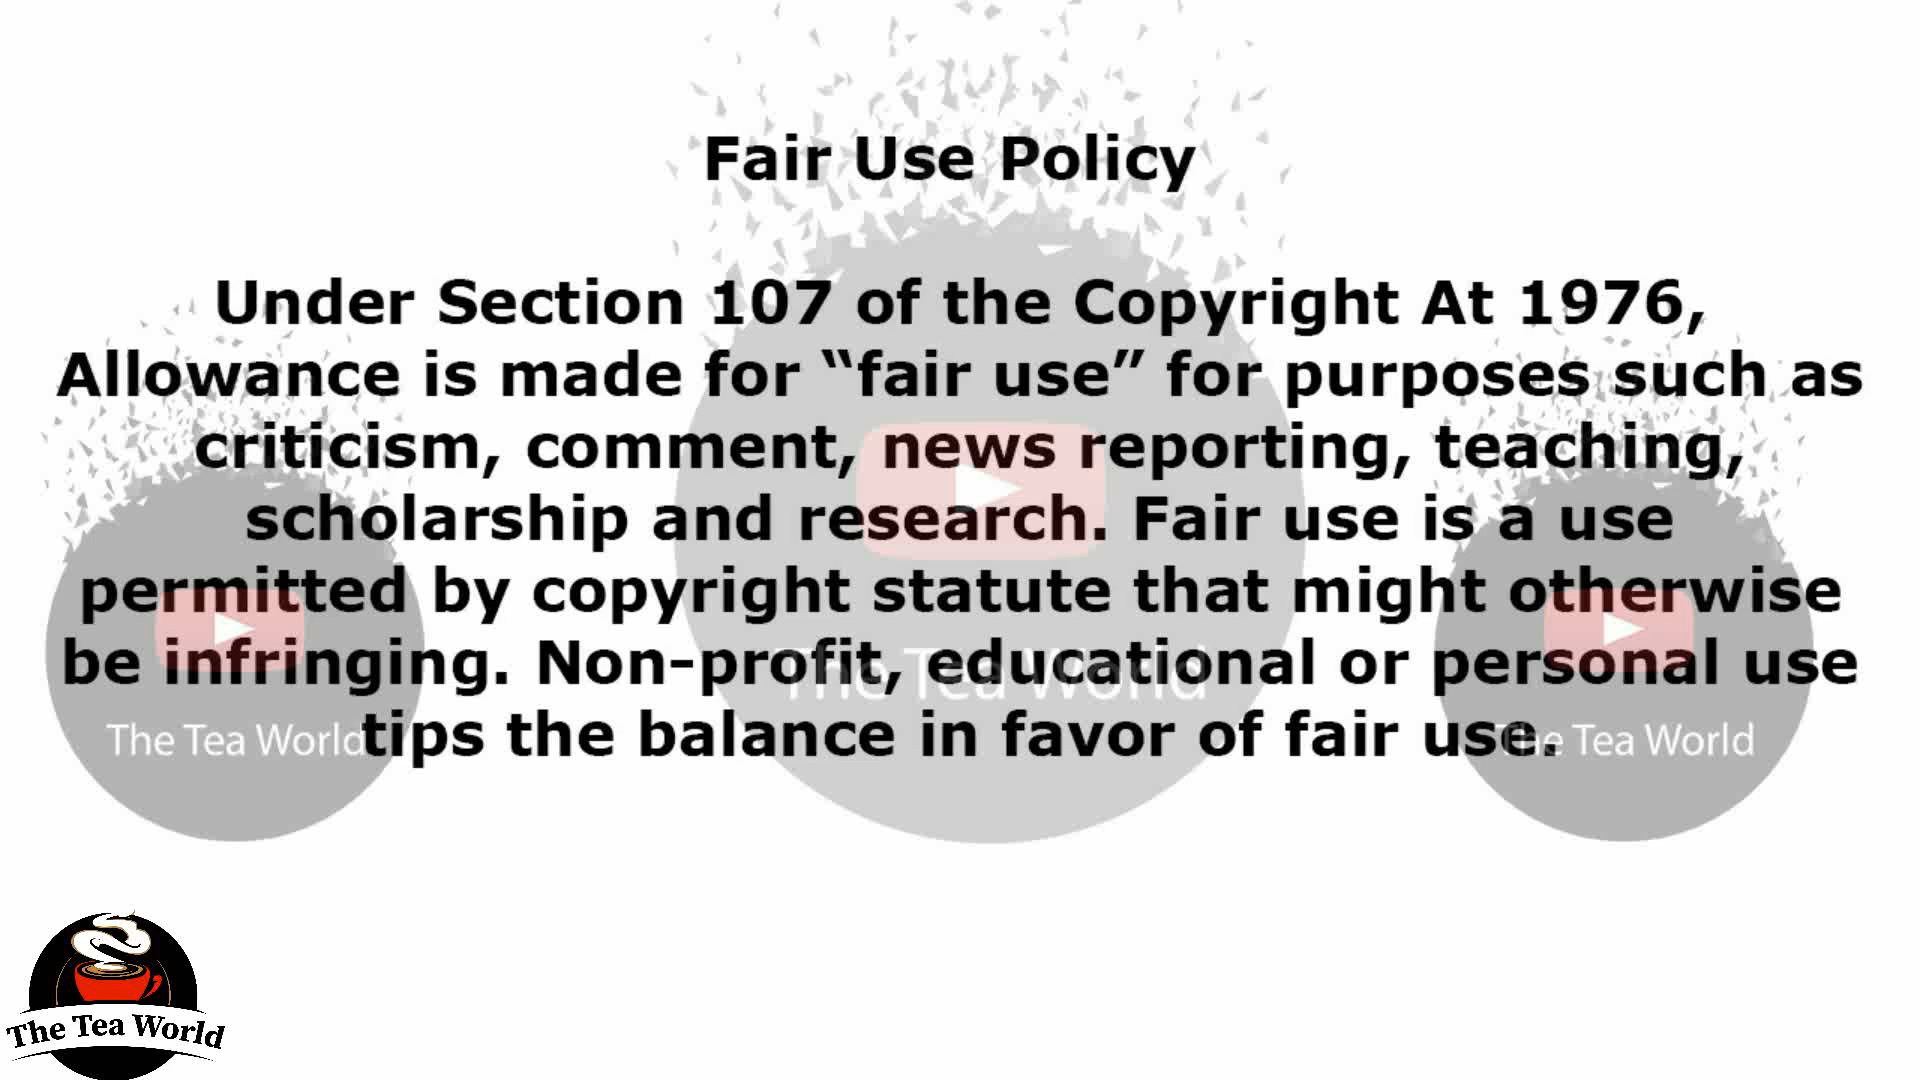 Fair Use Policy
Under Section 107 of the Copyright At 1976,
Allowance is made for “fair use” for purposes such as
criticism, comment, news reporting, teaching,
scholarship and research. Fair use is a use
permitted by copyright statute that might otherwise
be infringing. Non-profit, educational or personal use
tips the balance in favor of fair use.
The Tea World
The Tea World
The Tea World
The Tea World